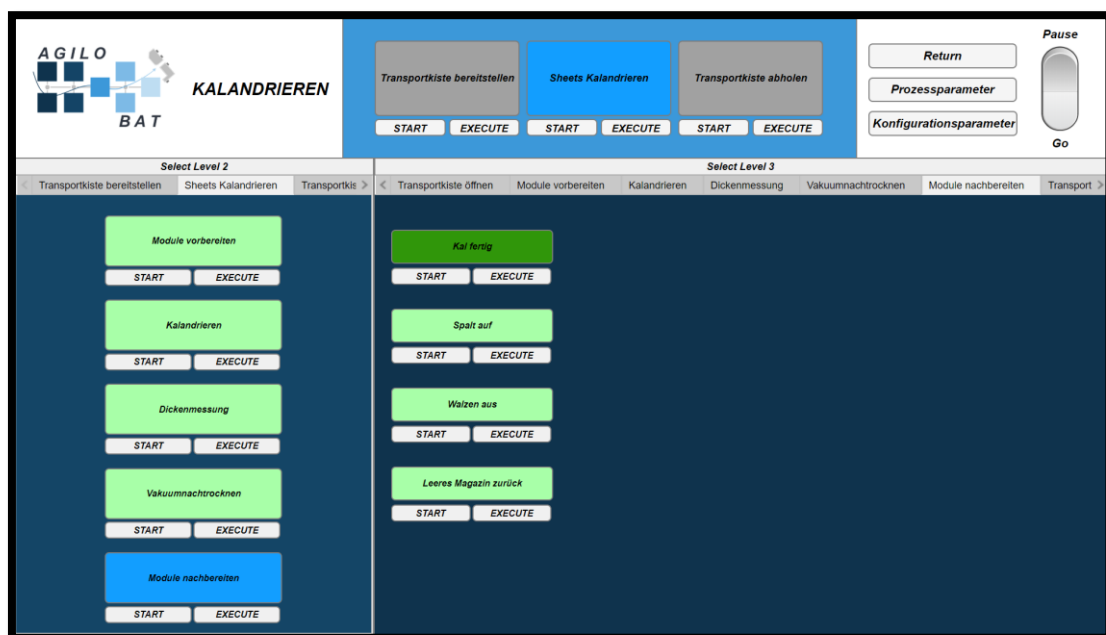 AGILO
BAT
KALANDRIEREN
Transportkiste bereitstellen
START EXECUTE
Sheets Kalandrieren
START EXECUTE
Transportkiste abholen
START EXECUTE
Return
Prozessparameter
Konfigurationsparameter
Pause
Go
Select Level 2
Transportkiste bereitstellen Sheets Kalandrieren Transportkis
Module vorbereiten
START EXECUTE
Kalandrieren
START EXECUTE
Dickenmessung
START EXECUTE
Vakuumnachtrocknen
START EXECUTE
Module nachbereiten
START EXECUTE
Select Level 3
Transportkiste öffnen Module vorbereiten Kalandrieren Dickenmessung Vakuumnachtrocknen Module nachbereiten Transport
Kal fertig
START EXECUTE
Spalt auf
START EXECUTE
Walzen aus
START EXECUTE
Leeres Magazin zurück
START EXECUTE